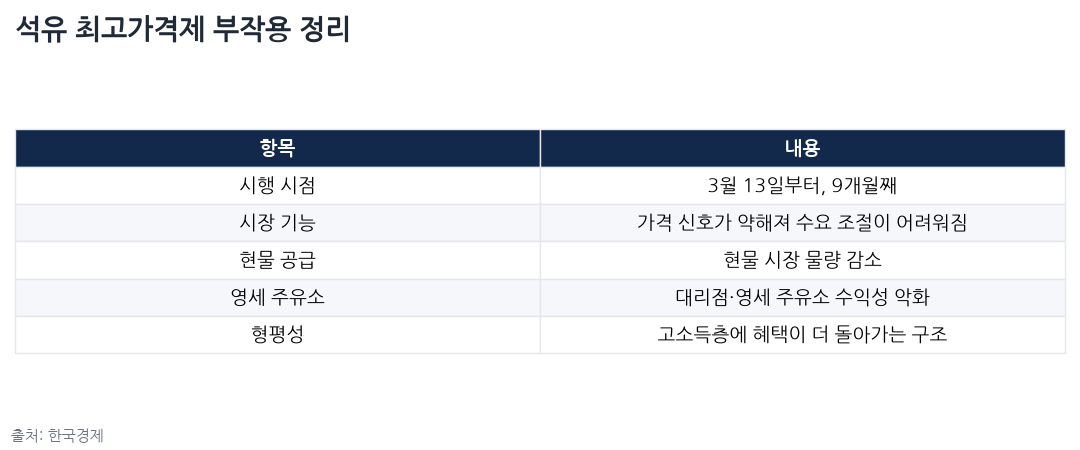 석유 최고가격제 부작용 정리
항목 내용
시행 시점 3월 13일부터, 9개월째
시장 기능 가격 신호가 약해져 수요 조절이 어려워짐
현물 공급 현물 시장 물량 감소
영세 주유소 대리점·영세 주유소 수익성 악화
형평성 고소득층에 혜택이 더 돌아가는 구조
출처: 한국경제